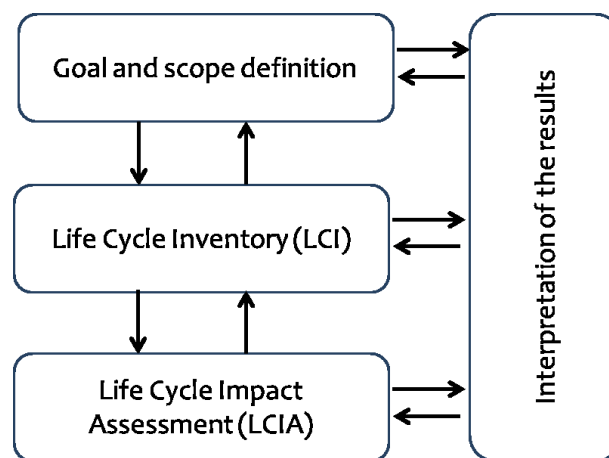 Goal and scope definition
Life Cycle Inventory (LCI)
Life Cycle Impact
Assessment (LCIA)
Interpretation of the results